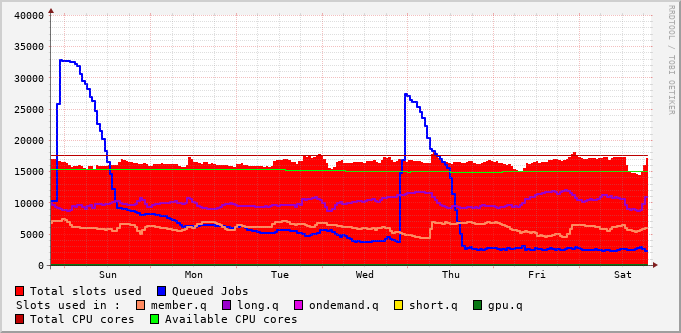 RRDTOOL / TOBI OETIKER
40000
35000
30000
25000
20000
15000
10000
5000
0
Sun Mon Tue Wed Thu Fri Sat
Total slots used Queued Jobs
Slots used in : member.q long.q ondemand.q short.q gpu.q
Total CPU cores Available CPU cores